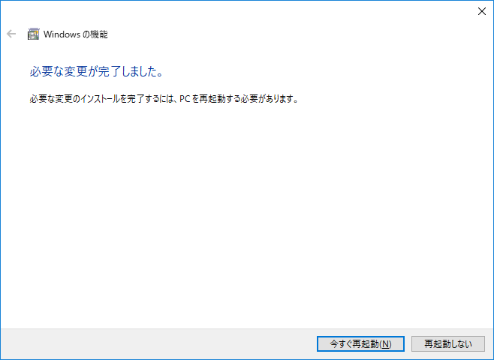 Windows の機能
必要な変更が完了しました。
必要な変更のインストールを完了するには、PC を再起動する必要があります。
今すぐ再起動(N)
再起動しない